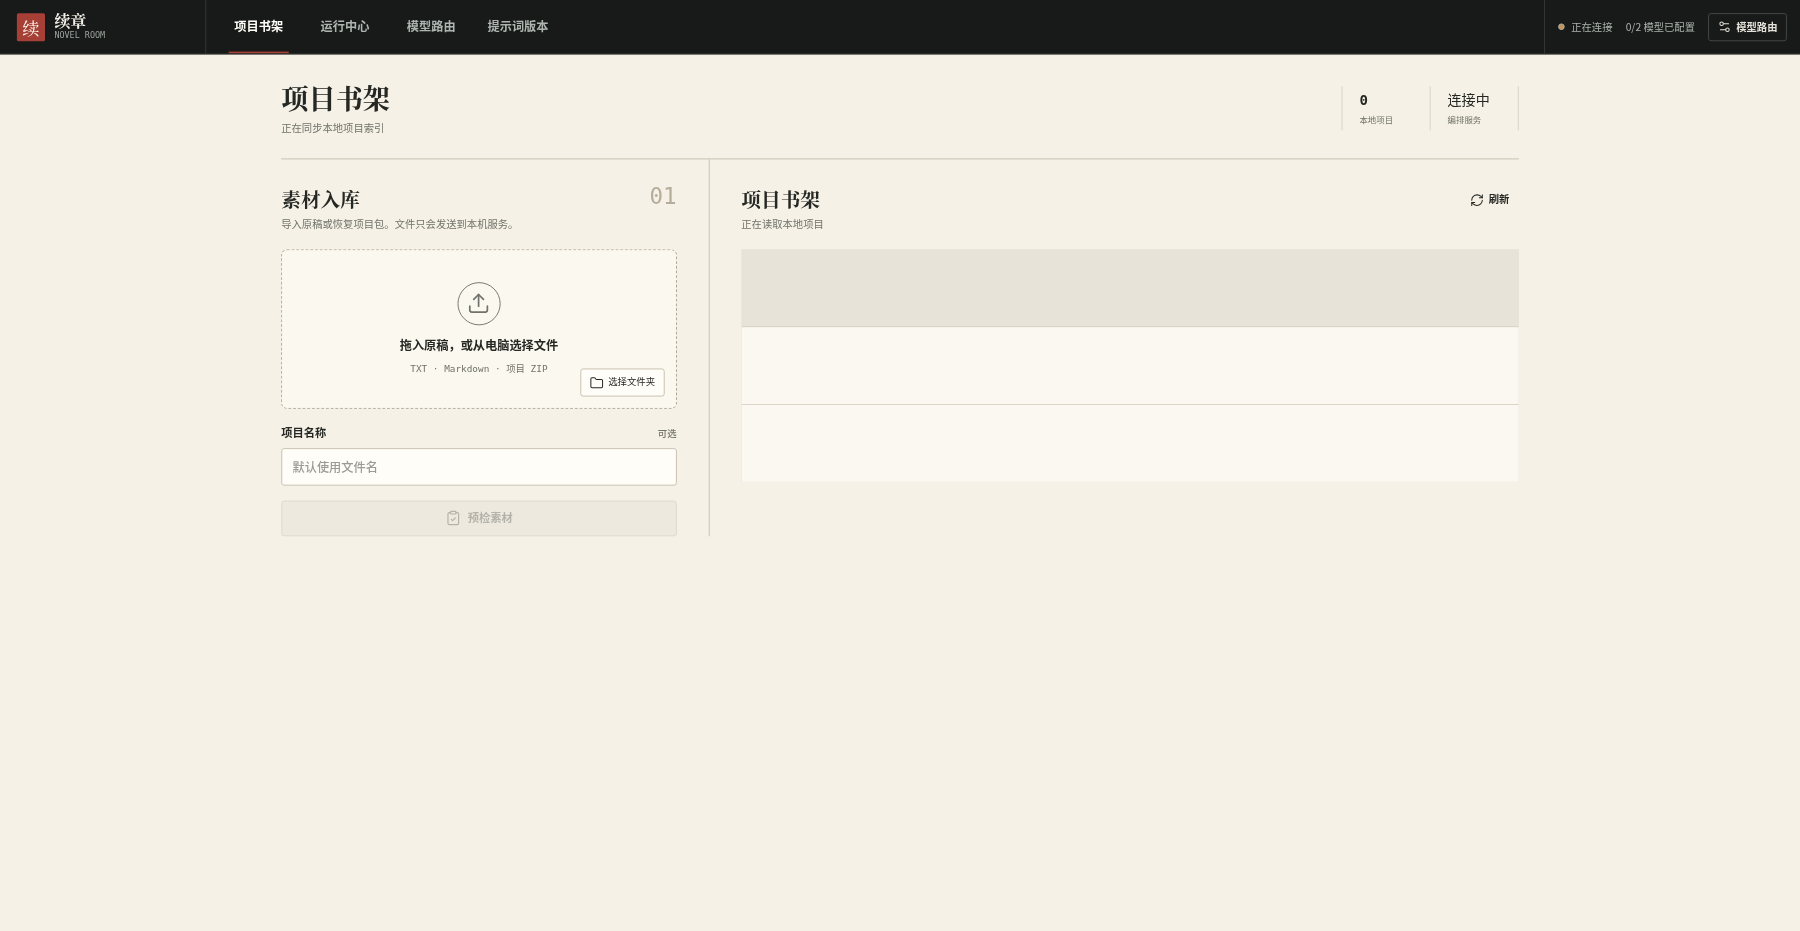 续 续章
NOVEL ROOM
项目书架 运行中心 模型路由 提示词版本
正在连接 0/2 模型已配置 模型路由
项目书架
正在同步本地项目索引
0 连接中
本地项目 编排服务
素材入库 01
导入原稿或恢复项目包。文件只会发送到本机服务。
拖入原稿，或从电脑选择文件
TXT · Markdown · 项目 ZIP
选择文件夹
项目名称 可选
默认使用文件名
预检素材
项目书架 刷新
正在读取本地项目